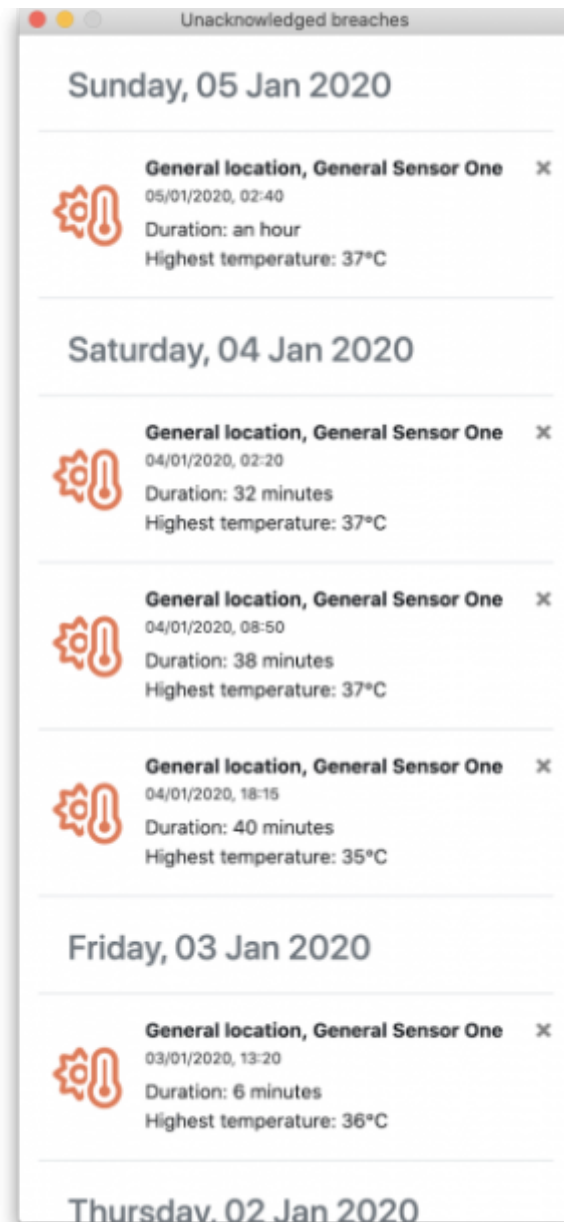 Unacknowledged breaches
Sunday, 05 Jan 2020
General location, General Sensor One
05/01/2020, 02:40
Duration: an hour
Highest temperature: 37°C
Saturday, 04 Jan 2020
General location, General Sensor One
04/01/2020, 02:20
Duration: 32 minutes
Highest temperature: 37°C
General location, General Sensor One
04/01/2020, 08:50
Duration: 38 minutes
Highest temperature: 37°C
General location, General Sensor One
04/01/2020, 18:15
Duration: 40 minutes
Highest temperature: 35°C
Friday, 03 Jan 2020
General location, General Sensor One
03/01/2020, 13:20
Duration: 6 minutes
Highest temperature: 36°C
Thursday, 02 Jan 2020